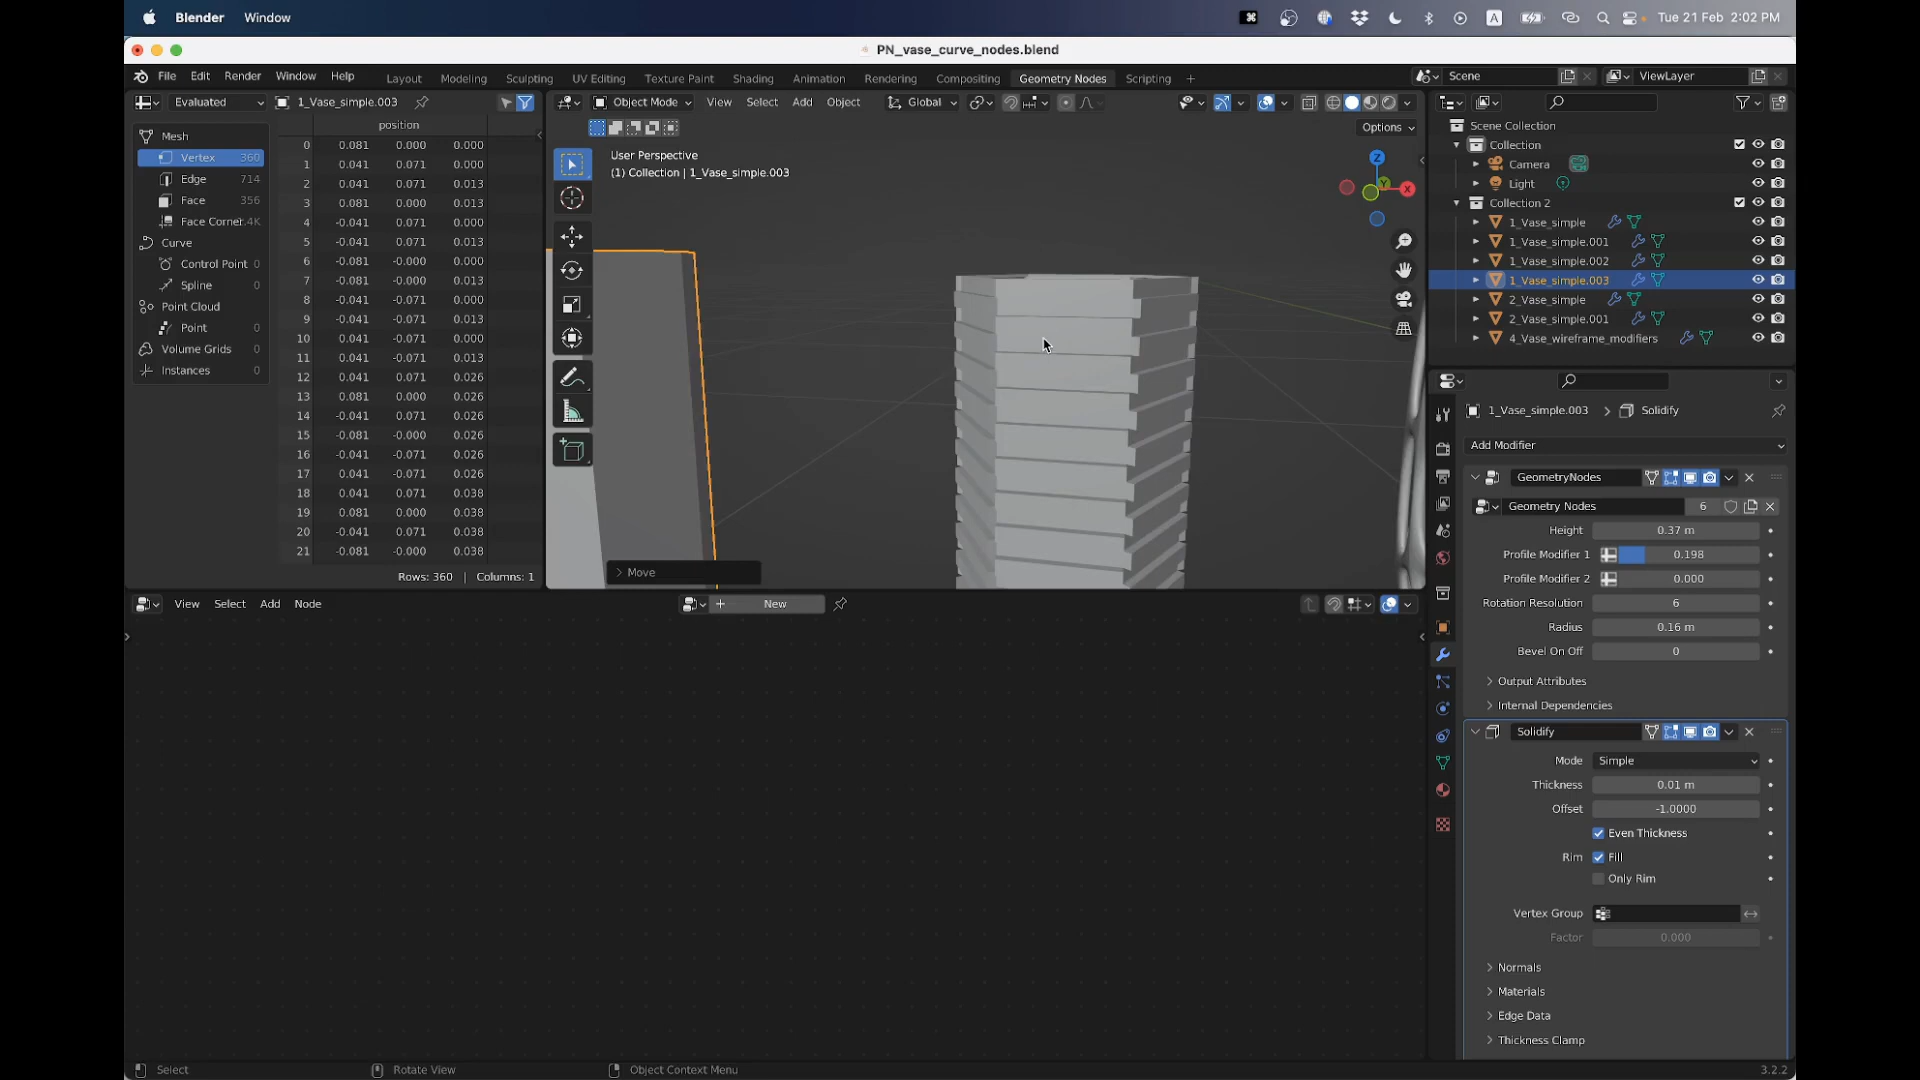 Blender Window
Tue 21 Feb 2:02 PM
PN_vase_curve_nodes.blend
File Edit Render Window Help
Layout Modeling Sculpting UV Editing Texture Paint Shading Animation Rendering Compositing Geometry Nodes Scripting +
Scene
ViewLayer
Evaluated
1_Vase_simple.003
Object Mode View Select Add Object
Global
Options
position
Mesh
Vertex 360
Edge 714
Face 356
Face Corner .4K
Curve
Control Point 0
Spline 0
Point Cloud
Point 0
Volume Grids 0
Instances 0
0 0.081 0.000 0.000
1 0.041 0.071 0.000
2 0.041 0.071 0.013
3 0.081 0.000 0.013
4 -0.041 0.071 0.000
5 -0.041 0.071 0.013
6 -0.081 -0.000 0.000
7 -0.081 -0.000 0.013
8 -0.041 -0.071 0.000
9 -0.041 -0.071 0.013
10 0.041 -0.071 0.000
11 0.041 -0.071 0.013
12 0.041 0.071 0.026
13 0.081 0.000 0.026
14 -0.041 0.071 0.026
15 -0.081 -0.000 0.026
16 -0.041 -0.071 0.026
17 0.041 -0.071 0.026
18 0.041 0.071 0.038
19 0.081 0.000 0.038
20 -0.041 0.071 0.038
21 -0.081 -0.000 0.038
Rows: 360 | Columns: 1
User Perspective
(1) Collection | 1_Vase_simple.003
Z
Y
X
Move
Scene Collection
Collection
Camera
Light
Collection 2
1_Vase_simple
1_Vase_simple.001
1_Vase_simple.002
1_Vase_simple.003
2_Vase_simple
2_Vase_simple.001
4_Vase_wireframe_modifiers
1_Vase_simple.003 > Solidify
Add Modifier
GeometryNodes
Geometry Nodes 6
Height 0.37 m
Profile Modifier 1 0.198
Profile Modifier 2 0.000
Rotation Resolution 6
Radius 0.16 m
Bevel On Off 0
Output Attributes
Internal Dependencies
Solidify
Mode Simple
Thickness 0.01 m
Offset -1.0000
Even Thickness
Rim Fill
Only Rim
Vertex Group
Factor 0.000
Normals
Materials
Edge Data
Thickness Clamp
View Select Add Node
+ New
Select
Rotate View
Object Context Menu
3.2.2